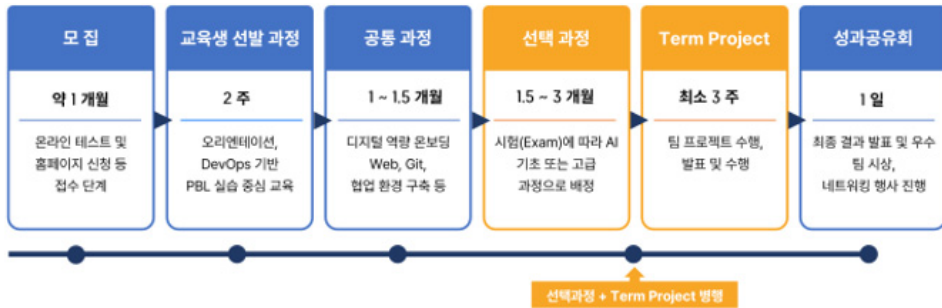 모 집
약 1 개월
온라인 테스트 및
홈페이지 신청 등
접수 단계
교육생 선발 과정
2 주
오리엔테이션,
DevOps 기반
PBL 실습 중심 교육
공통 과정
1 ~ 1.5 개월
디지털 역량 온보딩
Web, Git,
협업 환경 구축 등
선택 과정
1.5 ~ 3 개월
시험(Exam)에 따라 AI
기초 또는 고급
과정으로 배정
Term Project
최소 3 주
팀 프로젝트 수행,
발표 및 수행
성과공유회
1 일
최종 결과 발표 및 우수
팀 시상,
네트워킹 행사 진행
선택과정 + Term Project 병행